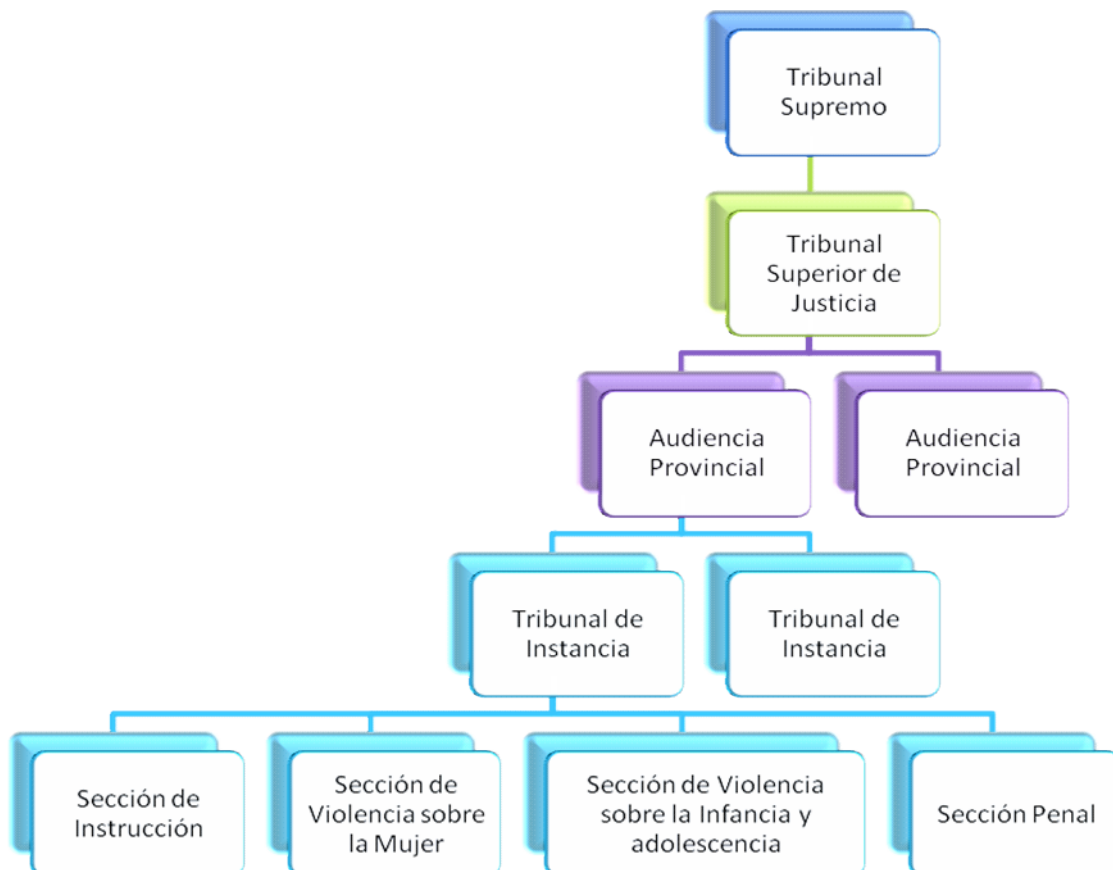 Tribunal
Supremo
Tribunal
Superior de
Justicia
Audiencia
Provincial
Audiencia
Provincial
Tribunal de
Instancia
Tribunal de
Instancia
Sección de
Instrucción
Sección de
Violencia sobre
la Mujer
Sección de Violencia
sobre la Infancia y
adolescencia
Sección Penal